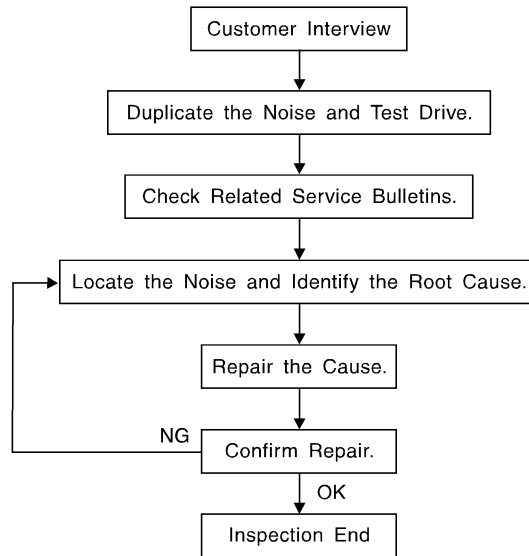 Customer Interview
Duplicate the Noise and Test Drive.
Check Related Service Bulletins.
Locate the Noise and Identify the Root Cause.
Repair the Cause.
NG
Confirm Repair.
OK
Inspection End